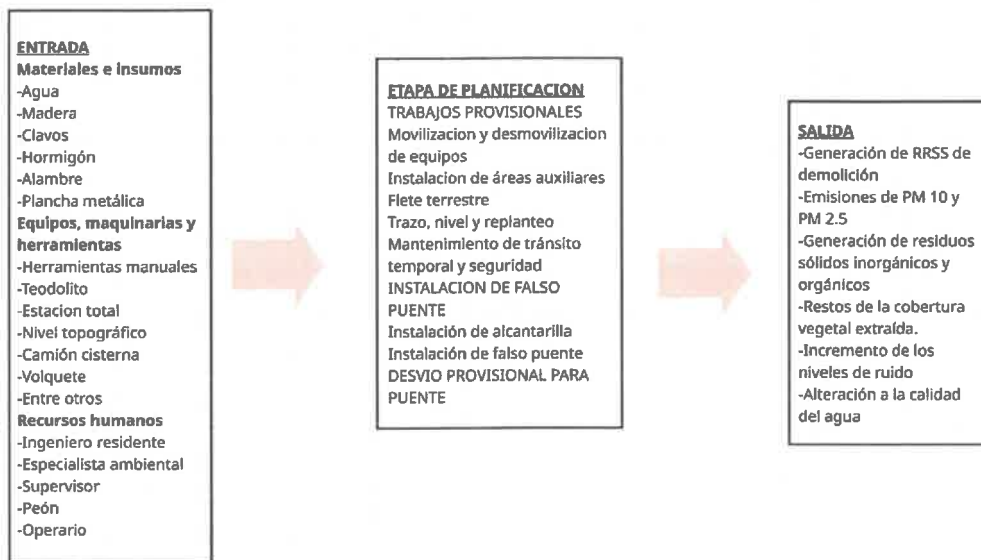 ENTRADA
Materiales e insumos
-Agua
-Madera
-Clavos
-Hormigón
-Alambre
-Plancha metálica
Equipos, maquinarias y
herramientas
-Herramientas manuales
-Teodolito
-Estacion total
-Nivel topográfico
-Camión cisterna
-Volquete
-Entre otros
Recursos humanos
-Ingeniero residente
-Especialista ambiental
-Supervisor
-Peón
-Operario
ETAPA DE PLANIFICACION
TRABAJOS PROVISIONALES
Movilizacion y desmovilizacion
de equipos
Instalacion de áreas auxiliares
Flete terrestre
Trazo, nivel y replanteo
Mantenimiento de tránsito
temporal y seguridad
INSTALACION DE FALSO
PUENTE
Instalación de alcantarilla
Instalación de falso puente
DESVIO PROVISIONAL PARA
PUENTE
SALIDA
-Generación de RRSS de
demolición
-Emisiones de PM 10 y
PM 2.5
-Generación de residuos
sólidos inorgánicos y
orgánicos
-Restos de la cobertura
vegetal extraída.
-Incremento de los
niveles de ruido
-Alteración a la calidad
del agua